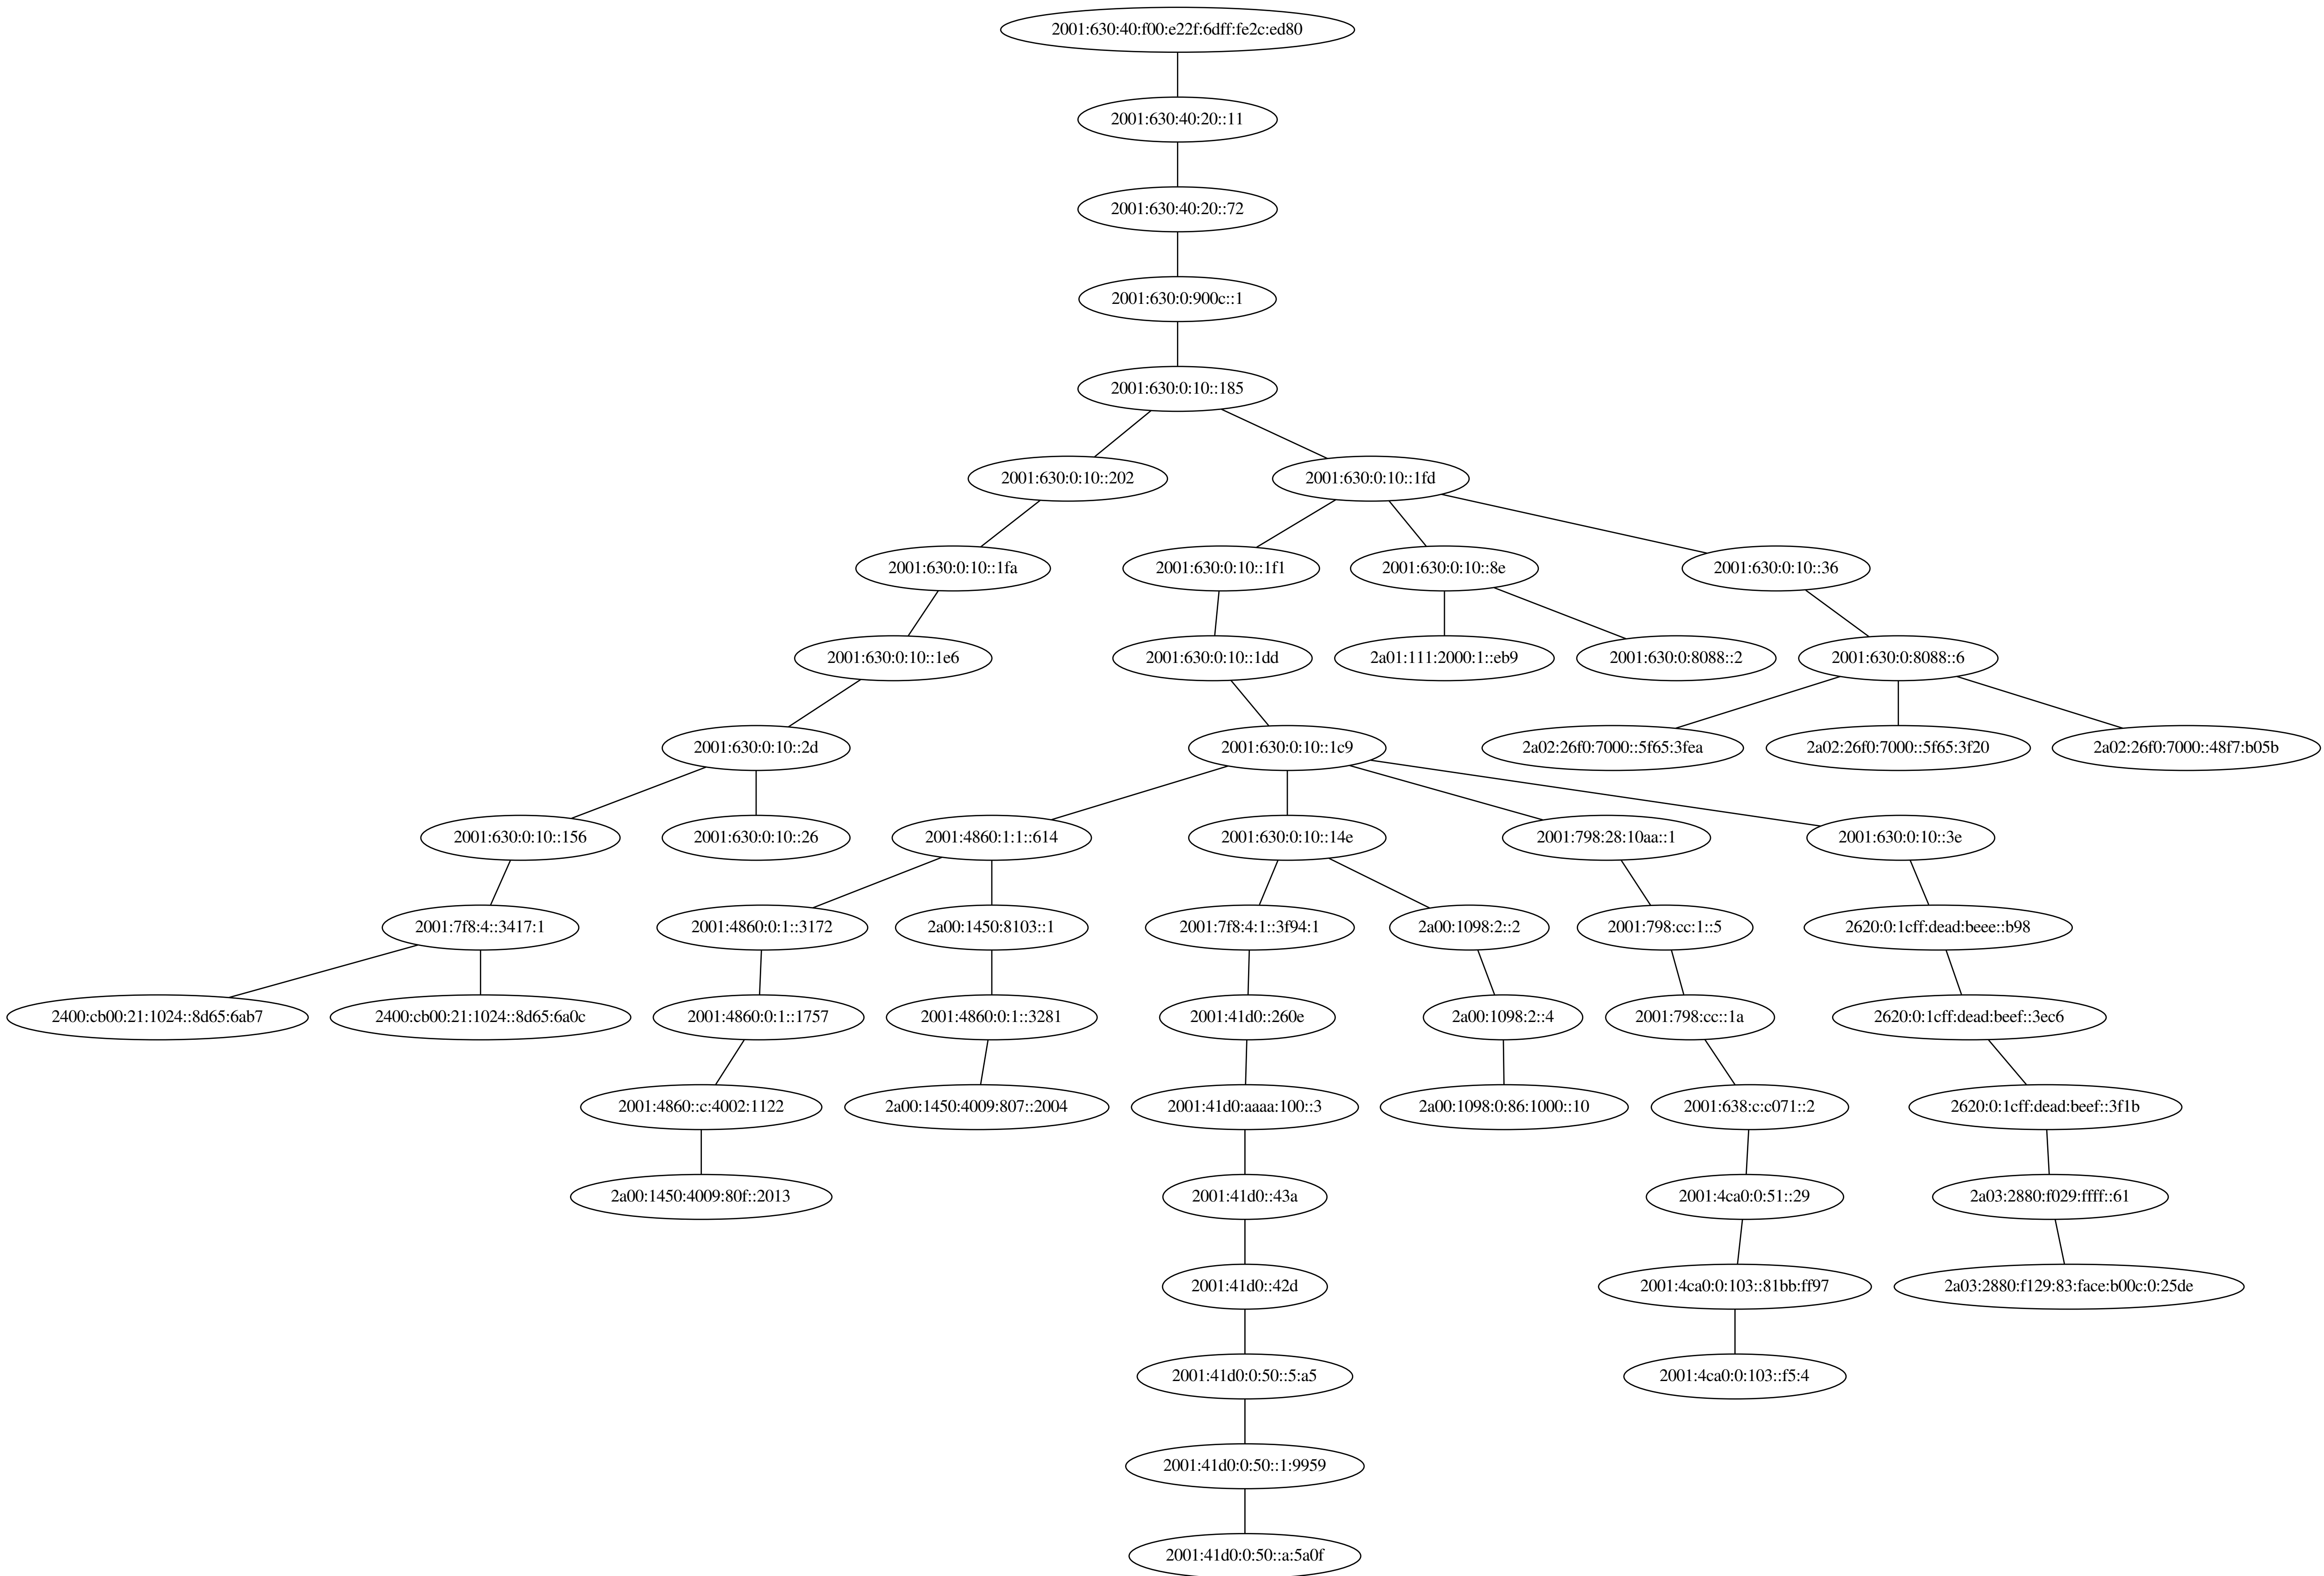 2001:630:40:f00:e22f:6dff:fe2c:ed80
2001:630:40:20::11
2001:630:40:20::72
2001:630:0:900c::1
2001:630:0:10::185
2001:630:0:10::202
2001:630:0:10::1fd
2001:630:0:10::1fa
2001:630:0:10::1f1
2001:630:0:10::8e
2001:630:0:10::36
2001:630:0:10::1e6
2001:630:0:10::1dd
2a01:111:2000:1::eb9
2001:630:0:8088::2
2001:630:0:8088::6
2001:630:0:10::2d
2001:630:0:10::1c9
2a02:26f0:7000::5f65:3fea
2a02:26f0:7000::5f65:3f20
2a02:26f0:7000::48f7:b05b
2001:630:0:10::156
2001:630:0:10::26
2001:4860:1:1::614
2001:630:0:10::14e
2001:798:28:10aa::1
2001:630:0:10::3e
2001:7f8:4::3417:1
2001:4860:0:1::3172
2a00:1450:8103::1
2001:7f8:4:1::3f94:1
2a00:1098:2::2
2001:798:cc:1::5
2620:0:1cff:dead:beee::b98
2400:cb00:21:1024::8d65:6ab7
2400:cb00:21:1024::8d65:6a0c
2001:4860:0:1::1757
2001:4860:0:1::3281
2001:41d0::260e
2a00:1098:2::4
2001:798:cc::1a
2620:0:1cff:dead:beef::3ec6
2001:4860::c:4002:1122
2a00:1450:4009:807::2004
2001:41d0:aaaa:100::3
2a00:1098:0:86:1000::10
2001:638:c:c071::2
2620:0:1cff:dead:beef::3f1b
2a00:1450:4009:80f::2013
2001:41d0::43a
2001:4ca0:0:51::29
2a03:2880:f029:ffff::61
2001:41d0::42d
2001:4ca0:0:103::81bb:ff97
2a03:2880:f129:83:face:b00c:0:25de
2001:41d0:0:50::5:a5
2001:4ca0:0:103::f5:4
2001:41d0:0:50::1:9959
2001:41d0:0:50::a:5a0f